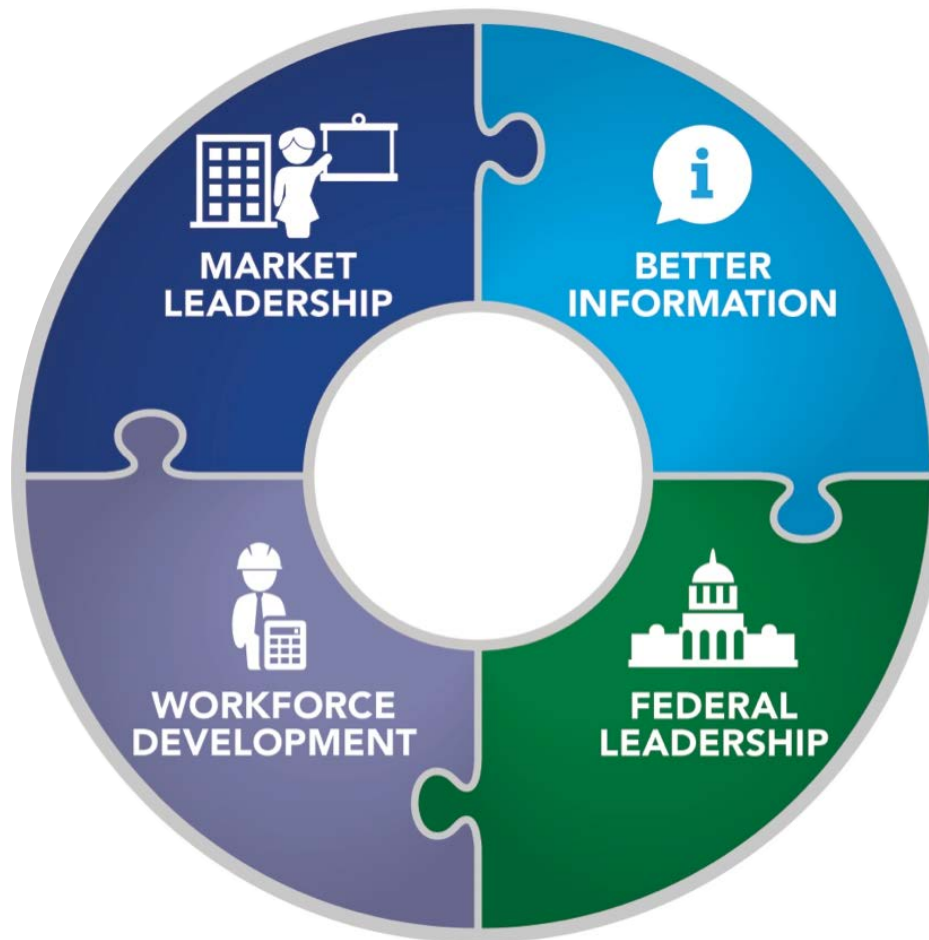 MARKET
LEADERSHIP
BETTER
INFORMATION
WORKFORCE
DEVELOPMENT
FEDERAL
LEADERSHIP